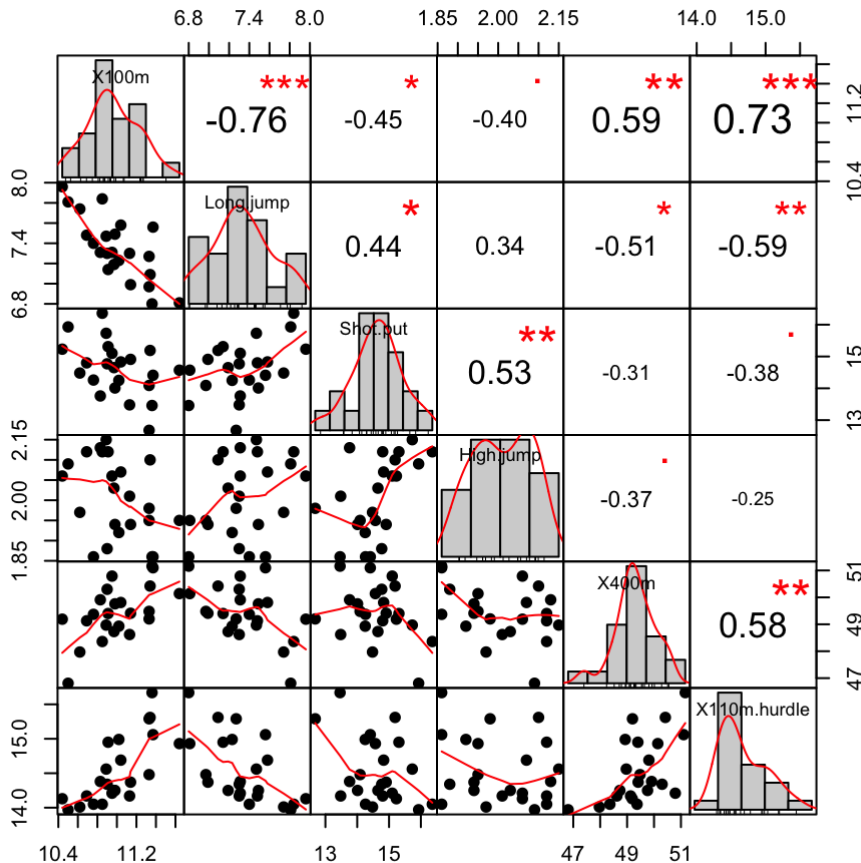 6.8 7.4 8.0 1.85 2.00 2.15 14.0 15.0
X100m *** * . ** ***
-0.76 -0.45 -0.40 0.59 0.73
10.4 11.2
6.8 7.4 8.0
Long.jump * * **
0.44 0.34 -0.51 -0.59
Shot.put ** .
0.53 -0.31 -0.38
13 15
1.85 2.00 2.15
High.jump .
-0.37 -0.25
X400m **
0.58
47 49 51
X110m.hurdle
14.0 15.0
10.4 11.2 13 15 47 49 51